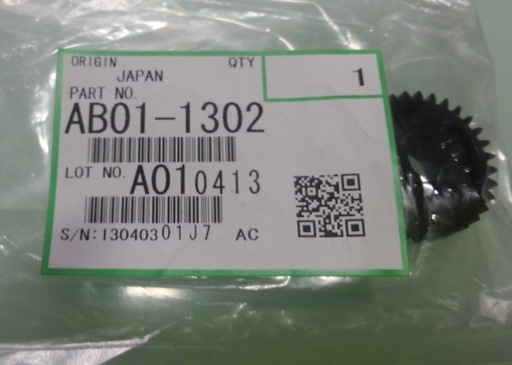 ORIGIN QTY
JAPAN 1
PART NO.
AB01-1302
LOT NO. A010413
S/N:13040301J7 AC